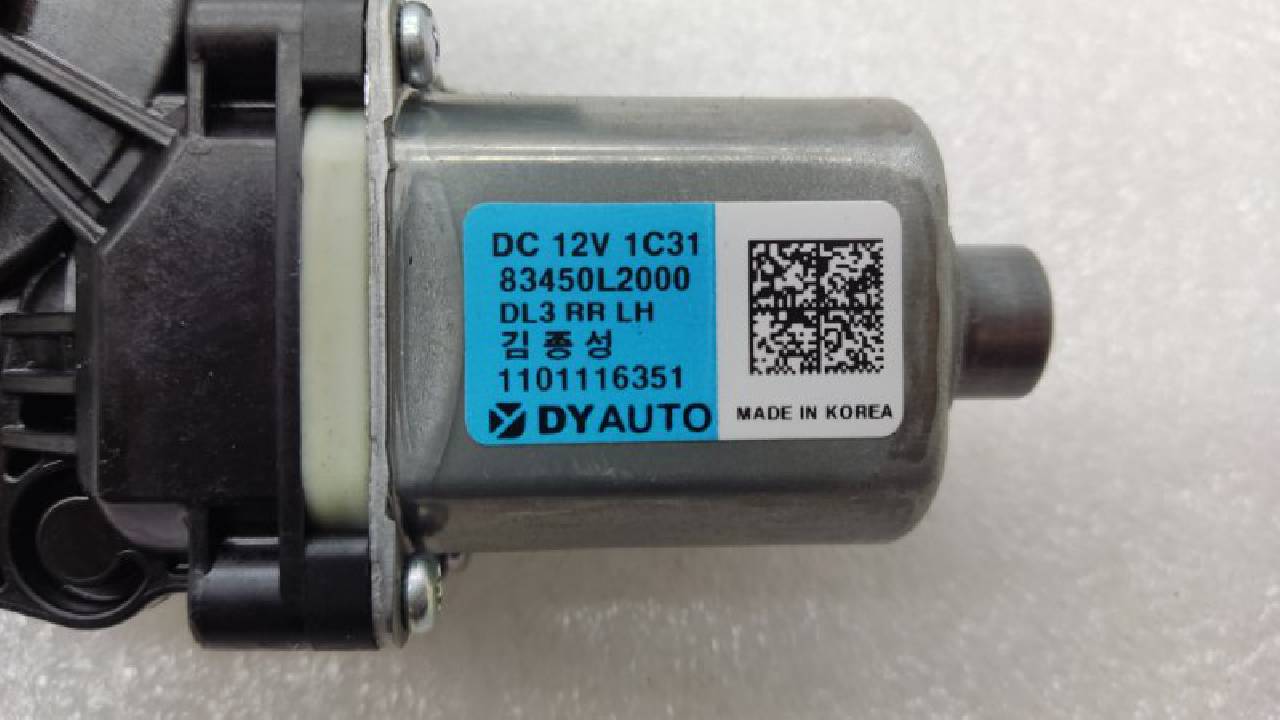 DC 12V 1C31
83450L2000
DL3 RR LH
김종성
1101116351
DYAUTO
MADE IN KOREA